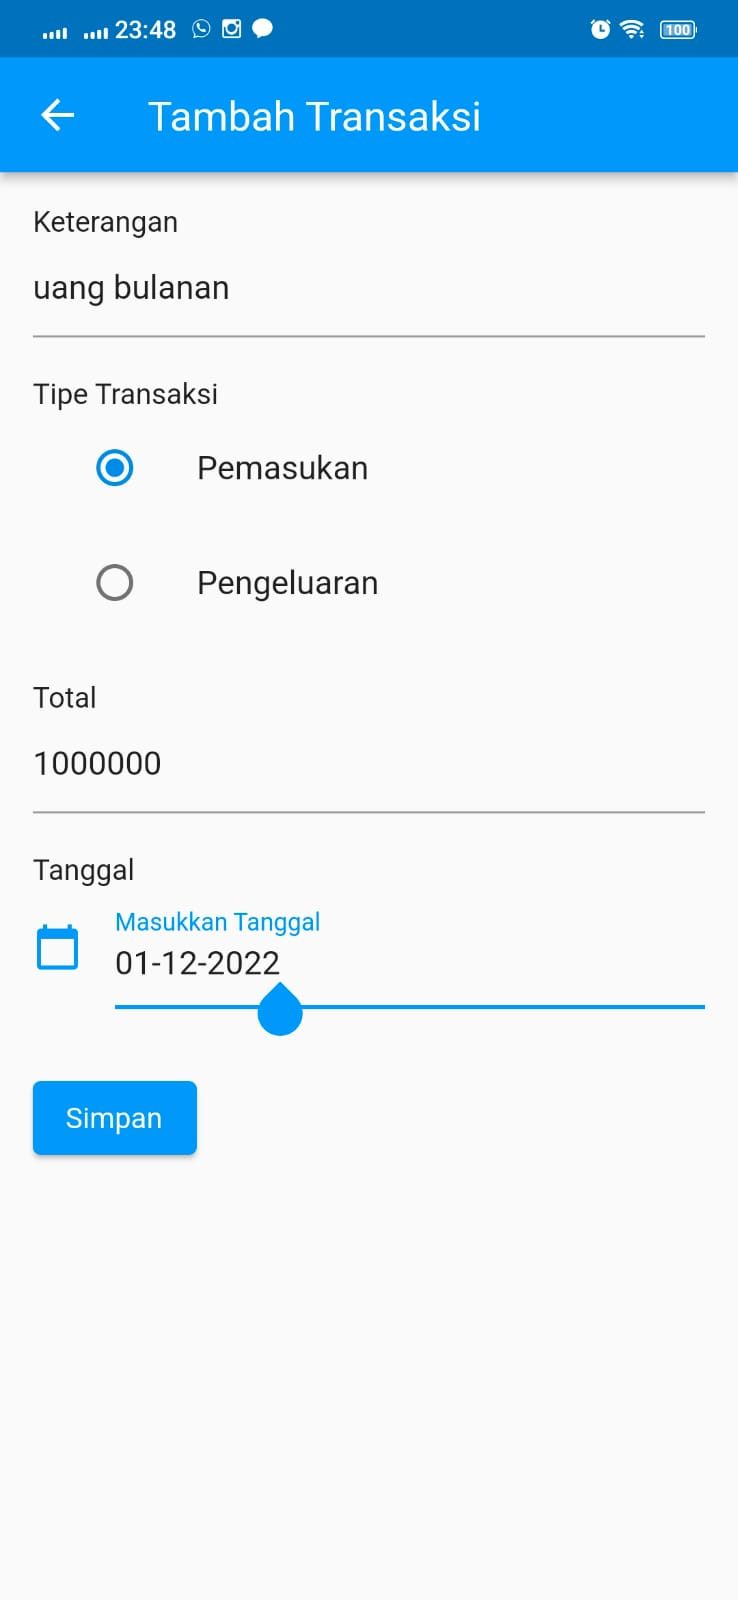 23:48
100
Tambah Transaksi
Keterangan
uang bulanan
Tipe Transaksi
Pemasukan
Pengeluaran
Total
1000000
Tanggal
Masukkan Tanggal
01-12-2022
Simpan